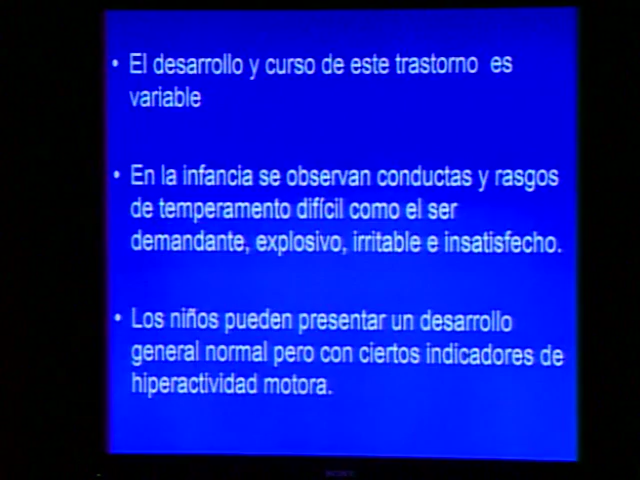 • El desarrollo y curso de este trastorno es
variable
• En la infancia se observan conductas y rasgos
de temperamento difícil como el ser
demandante, explosivo, irritable e insatisfecho.
• Los niños pueden presentar un desarrollo
general normal pero con ciertos indicadores de
hiperactividad motora.
SONY